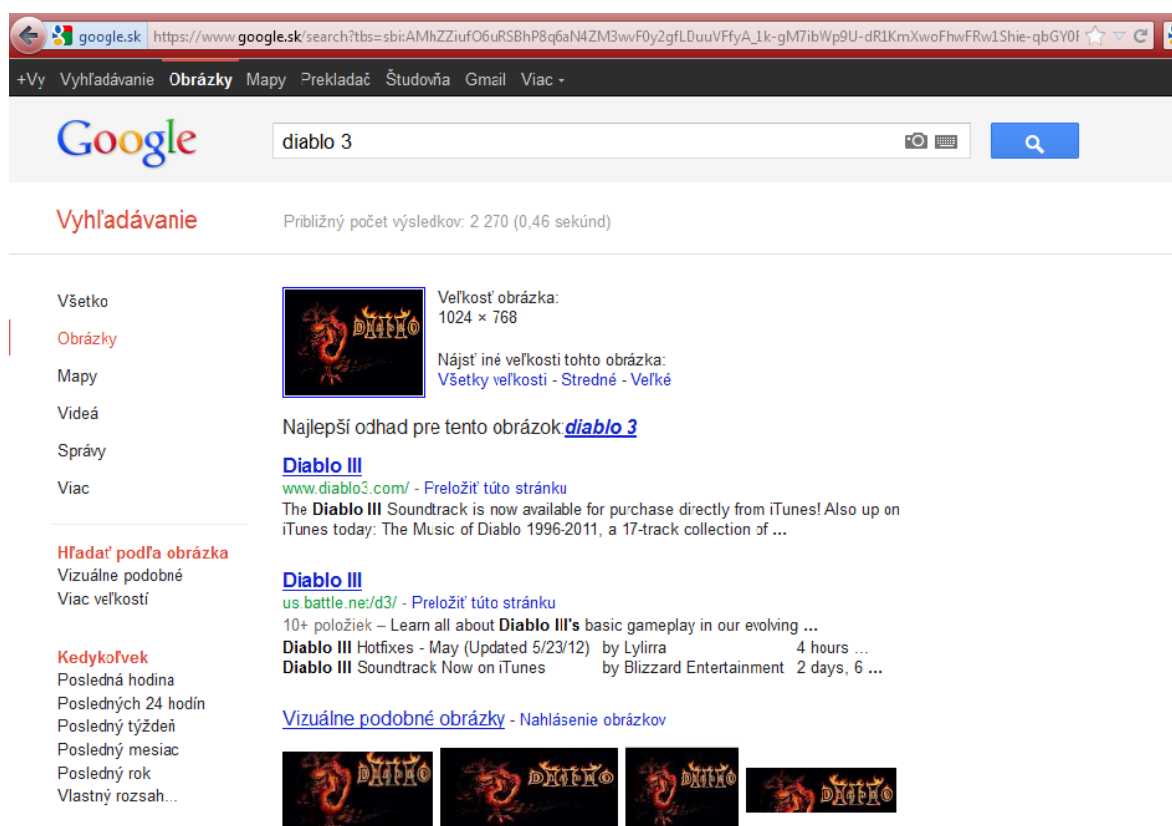 google.sk https://www.google.sk/search?tbs=sbi:AMhZZiufO6uRSBhP8q6aN4ZM3wvF0y2gfLDuuVFfyA_1k-gM7ibWp9U-dR1KmXwoFhwFRw1Shie-qbGY0f
+Vy Vyhľadávanie Obrázky Mapy Prekladač Študovňa Gmail Viac
Google diablo 3
Vyhľadávanie Približný počet výsledkov: 2 270 (0,46 sekúnd)
Všetko
Obrázky
Mapy
Videá
Správy
Viac
Hľadať podľa obrázka
Vizuálne podobné
Viac veľkostí
Kedykoľvek
Posledná hodina
Posledných 24 hodín
Posledný týždeň
Posledný mesiac
Posledný rok
Vlastný rozsah...
DIABLO
Veľkosť obrázka:
1024 × 768
Nájsť iné veľkosti tohto obrázka:
Všetky veľkosti - Stredné - Veľké
Najlepší odhad pre tento obrázok:diablo 3
Diablo III
www.diablo3.com/ - Preložiť túto stránku
The Diablo III Soundtrack is now available for purchase directly from iTunes! Also up on
iTunes today: The Music of Diablo 1996-2011, a 17-track collection of ...
Diablo III
us.battle.net/d3/ - Preložiť túto stránku
10+ položiek – Learn all about Diablo III's basic gameplay in our evolving ...
Diablo III Hotfixes - May (Updated 5/23/12) by Lylirra 4 hours ...
Diablo III Soundtrack Now on iTunes by Blizzard Entertainment 2 days, 6 ...
Vizuálne podobné obrázky - Nahlásenie obrázkov
DIABLO DIABLO DIABLO DIABLO